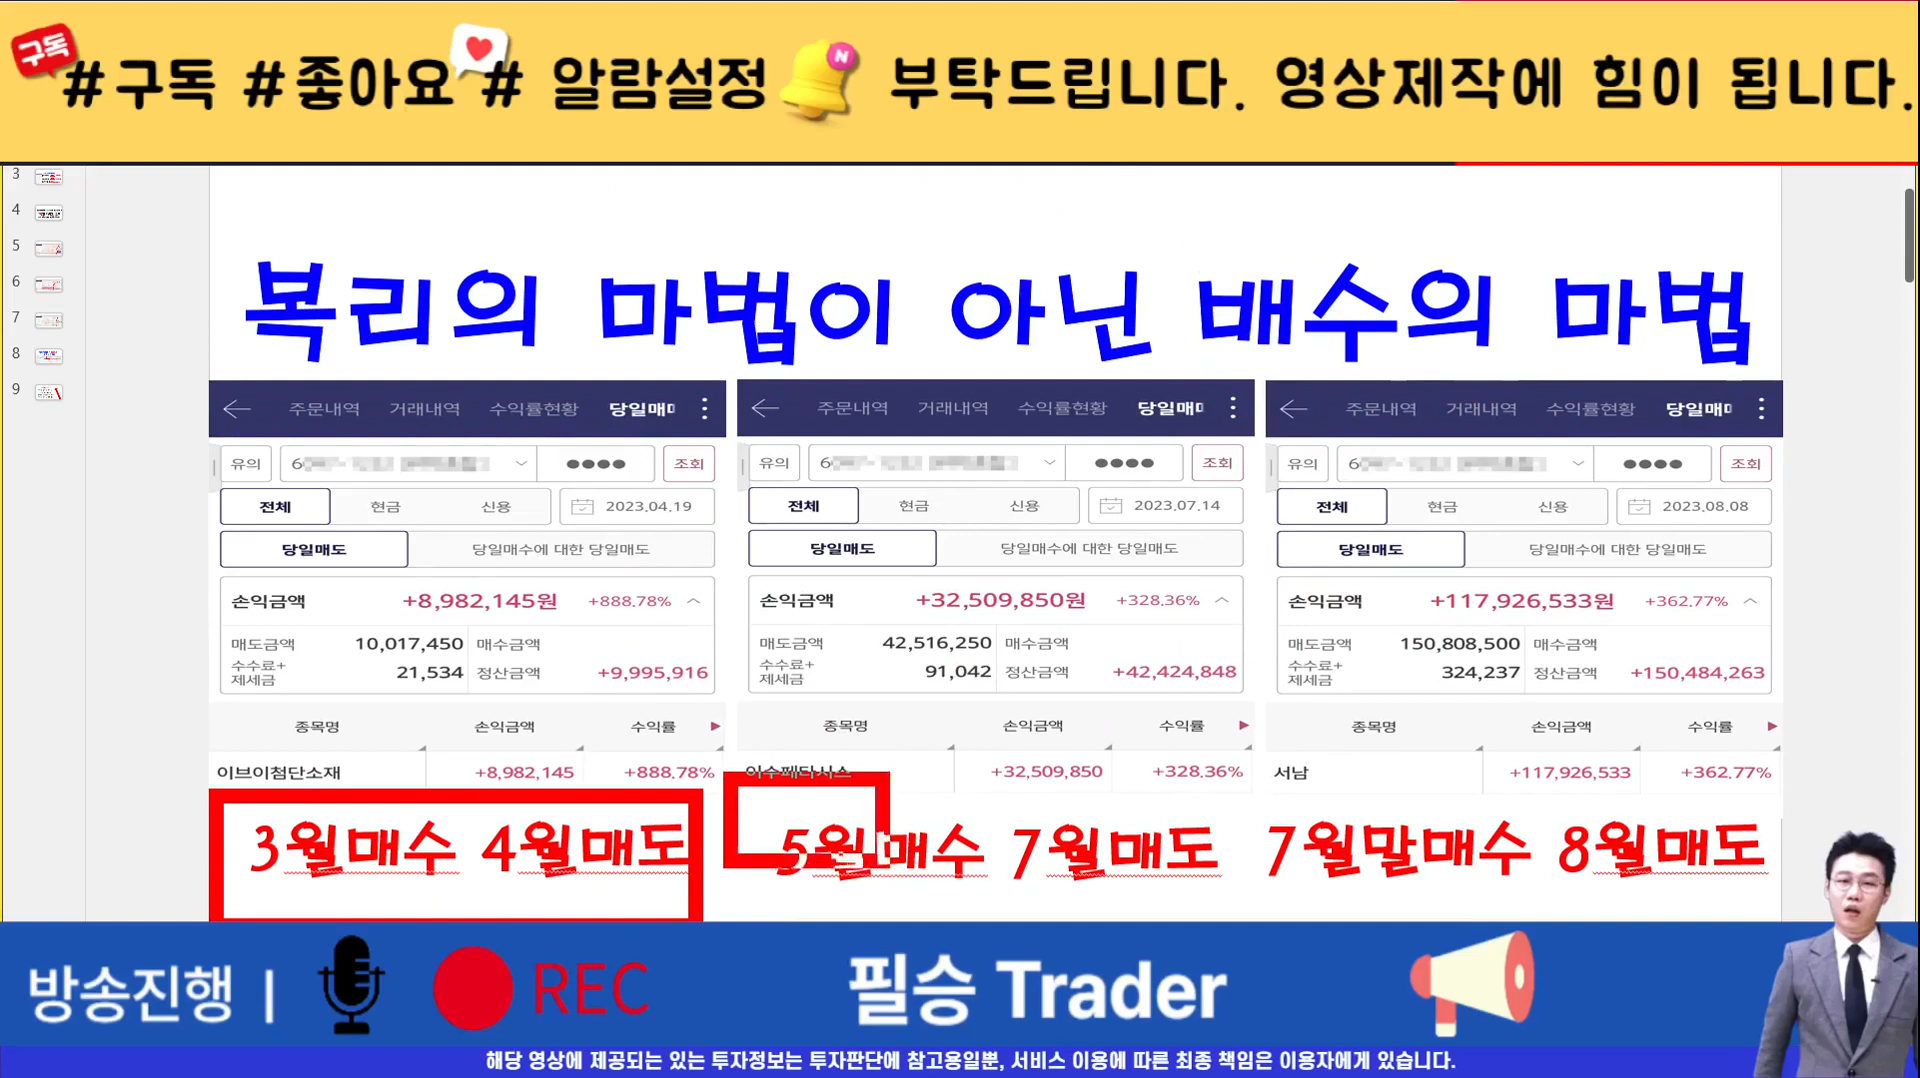 구독
#구독 #좋아요 # 알람설정 N 부탁드립니다. 영상제작에 힘이 됩니다.
3
4
5
6
7
8
9
복리의 마법이 아닌 배수의 마법
주문내역 거래내역 수익률현황 당일매
유의 6 ●●●● 조회
전체 현금 신용 2023.04.19
당일매도 당일매수에 대한 당일매도
손익금액 +8,982,145원 +888.78%
매도금액 10,017,450 매수금액
수수료+
제세금 21,534 정산금액 +9,995,916
종목명 손익금액 수익률
이브이첨단소재 +8,982,145 +888.78%
3월매수 4월매도
주문내역 거래내역 수익률현황 당일매
유의 6 ●●●● 조회
전체 현금 신용 2023.07.14
당일매도 당일매수에 대한 당일매도
손익금액 +32,509,850원 +328.36%
매도금액 42,516,250 매수금액
수수료+
제세금 91,042 정산금액 +42,424,848
종목명 손익금액 수익률
이수페타시스 +32,509,850 +328.36%
5월매수 7월매도
주문내역 거래내역 수익률현황 당일매
유의 6 ●●●● 조회
전체 현금 신용 2023.08.08
당일매도 당일매수에 대한 당일매도
손익금액 +117,926,533원 +362.77%
매도금액 150,808,500 매수금액
수수료+
제세금 324,237 정산금액 +150,484,263
종목명 손익금액 수익률
서남 +117,926,533 +362.77%
7월말매수 8월매도
방송진행 | REC 필승 Trader
해당 영상에 제공되는 있는 투자정보는 투자판단에 참고용일뿐, 서비스 이용에 따른 최종 책임은 이용자에게 있습니다.